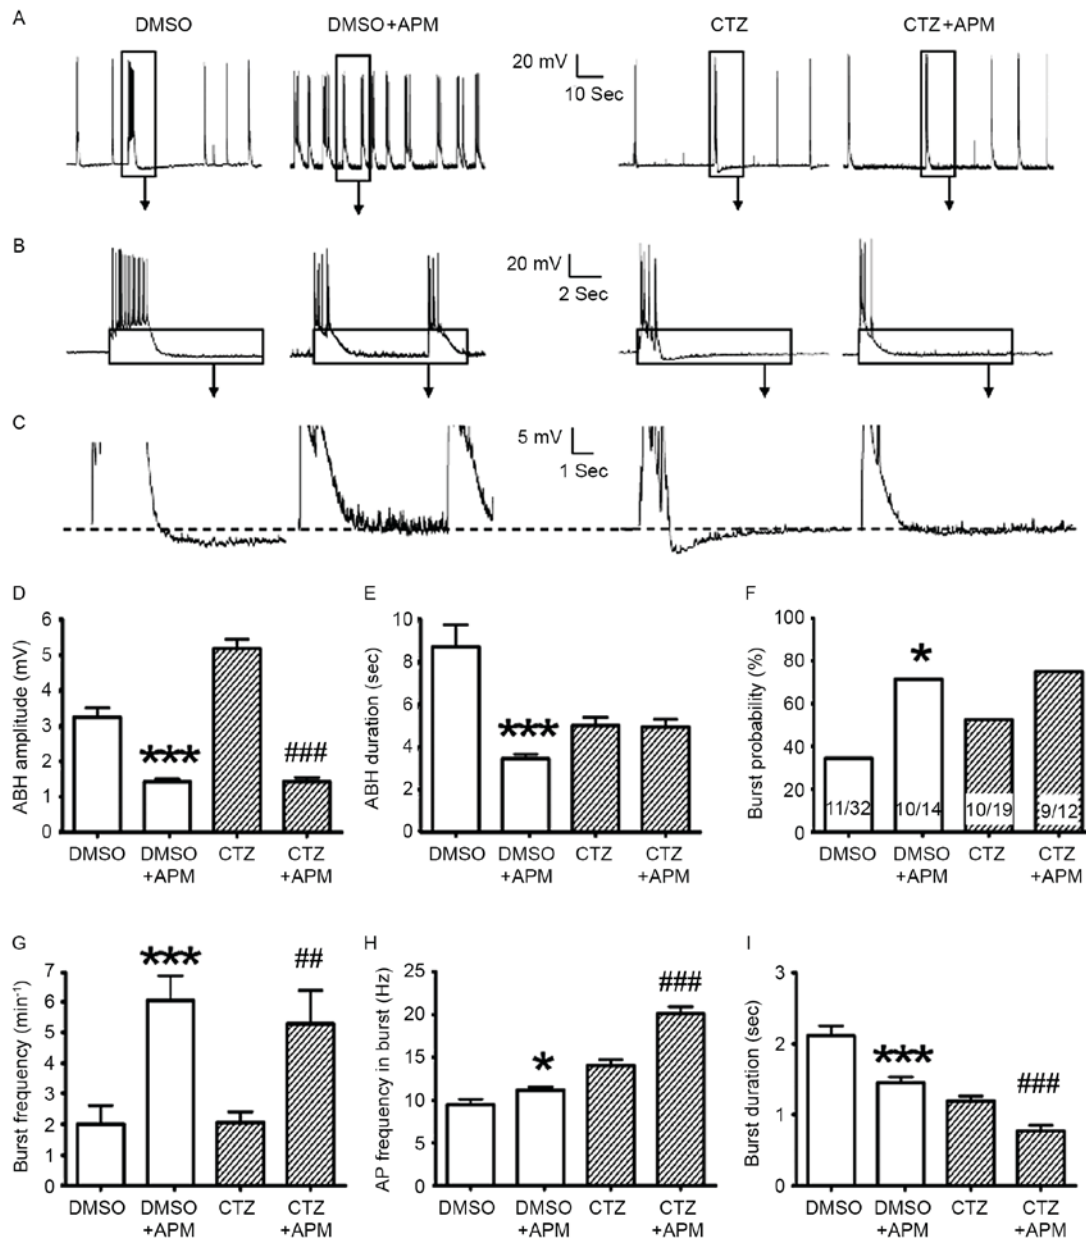 A DMSO DMSO+APM CTZ CTZ+APM
20 mV
10 Sec
B
20 mV
2 Sec
C
5 mV
1 Sec
D E F
ABH amplitude (mV)
6
5
4
3
2
1
0
***
###
DMSO DMSO CTZ CTZ
+APM +APM
ABH duration (sec)
10
8
6
4
2
0
***
DMSO DMSO CTZ CTZ
+APM +APM
Burst probability (%)
100
80
60
40
20
0
*
11/32 10/14 10/19 9/12
DMSO DMSO CTZ CTZ
+APM +APM
G H I
Burst frequency (min⁻¹)
7
6
5
4
3
2
1
0
***
##
DMSO DMSO CTZ CTZ
+APM +APM
AP frequency in burst (Hz)
25
20
15
10
5
0
*
###
DMSO DMSO CTZ CTZ
+APM +APM
Burst duration (sec)
3
2
1
0
***
###
DMSO DMSO CTZ CTZ
+APM +APM